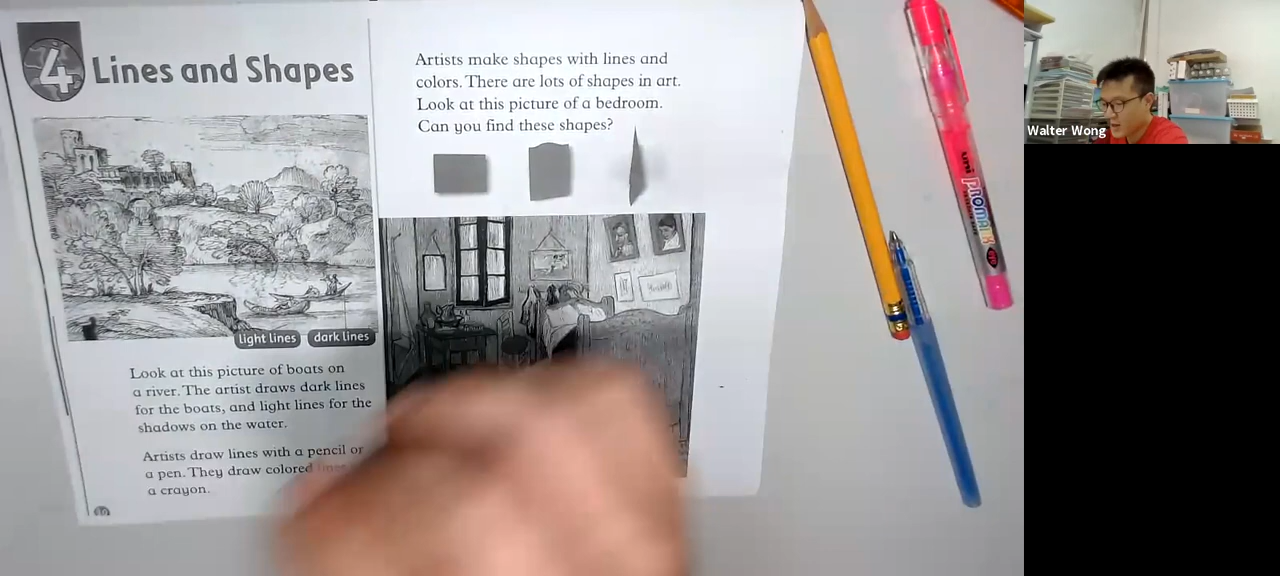 4 Lines and Shapes
light lines
dark lines
Look at this picture of boats on
a river. The artist draws dark lines
for the boats, and light lines for the
shadows on the water.
Artists draw lines with a pencil or
a pen. They draw colored
a crayon.
10
Artists make shapes with lines and
colors. There are lots of shapes in art.
Look at this picture of a bedroom.
Can you find these shapes?
uni
PROMARK
Walter Wong